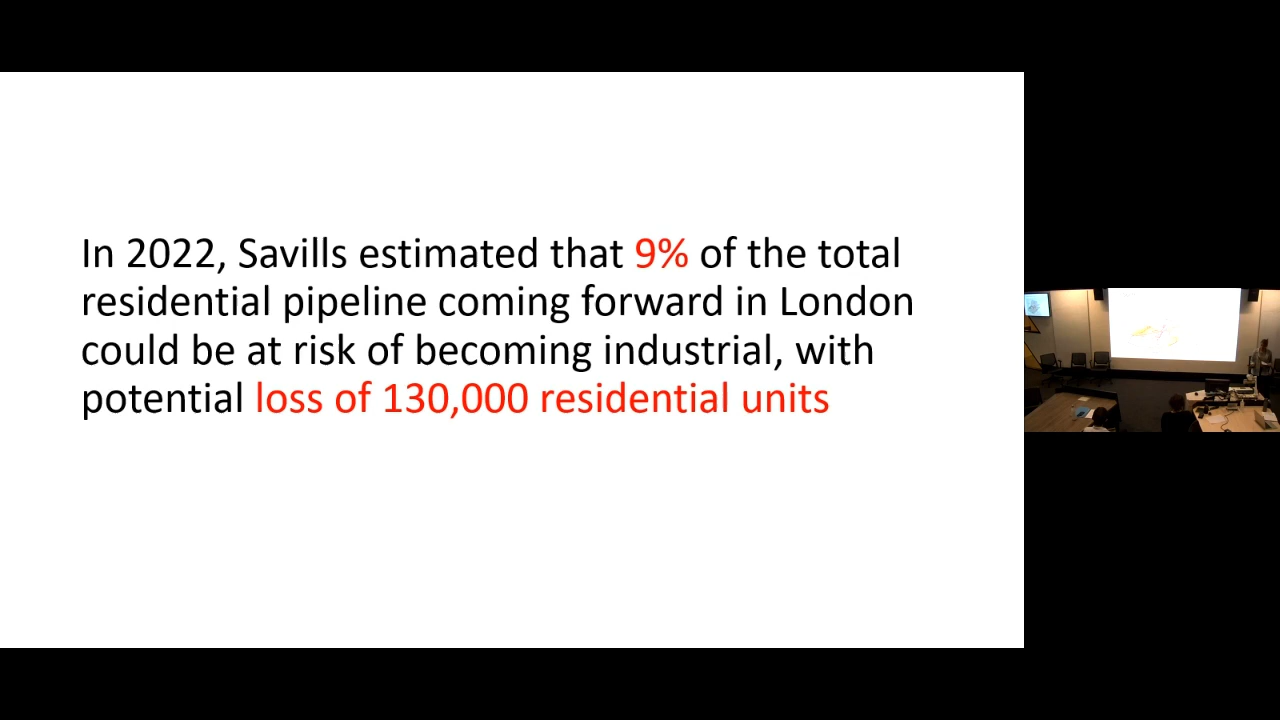 In 2022, Savills estimated that 9% of the total
residential pipeline coming forward in London
could be at risk of becoming industrial, with
potential loss of 130,000 residential units